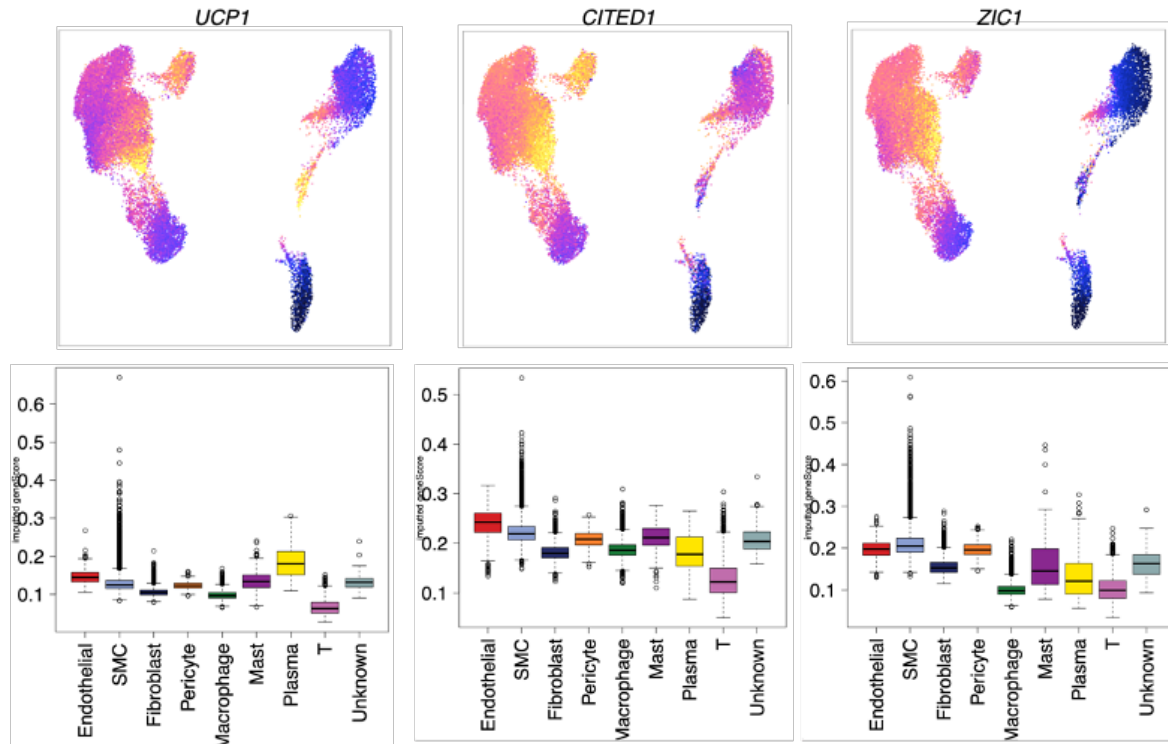 UCP1 CITED1 ZIC1
0.6
0.5
0.4
0.3
0.2
0.1
imputed geneScore
Endothelial
SMC
Fibroblast
Pericyte
Macrophage
Mast
Plasma
T
Unknown
0.5
0.4
0.3
0.2
0.1
imputed geneScore
Endothelial
SMC
Fibroblast
Pericyte
Macrophage
Mast
Plasma
T
Unknown
0.6
0.5
0.4
0.3
0.2
0.1
imputed geneScore
Endothelial
SMC
Fibroblast
Pericyte
Macrophage
Mast
Plasma
T
Unknown